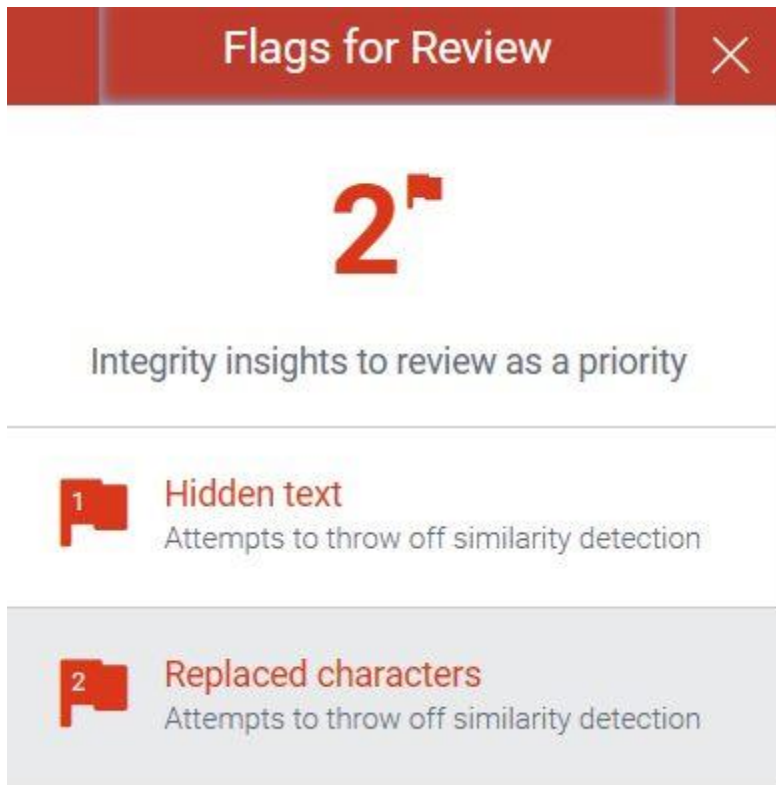 Flags for Review
2
Integrity insights to review as a priority
1
Hidden text
Attempts to throw off similarity detection
2
Replaced characters
Attempts to throw off similarity detection